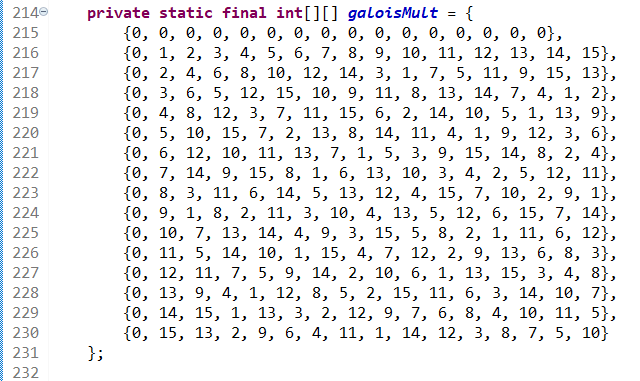 214 private static final int[][] galoisMult = {
215 {0, 0, 0, 0, 0, 0, 0, 0, 0, 0, 0, 0, 0, 0, 0, 0},
216 {0, 1, 2, 3, 4, 5, 6, 7, 8, 9, 10, 11, 12, 13, 14, 15},
217 {0, 2, 4, 6, 8, 10, 12, 14, 3, 1, 7, 5, 11, 9, 15, 13},
218 {0, 3, 6, 5, 12, 15, 10, 9, 11, 8, 13, 14, 7, 4, 1, 2},
219 {0, 4, 8, 12, 3, 7, 11, 15, 6, 2, 14, 10, 5, 1, 13, 9},
220 {0, 5, 10, 15, 7, 2, 13, 8, 14, 11, 4, 1, 9, 12, 3, 6},
221 {0, 6, 12, 10, 11, 13, 7, 1, 5, 3, 9, 15, 14, 8, 2, 4},
222 {0, 7, 14, 9, 15, 8, 1, 6, 13, 10, 3, 4, 2, 5, 12, 11},
223 {0, 8, 3, 11, 6, 14, 5, 13, 12, 4, 15, 7, 10, 2, 9, 1},
224 {0, 9, 1, 8, 2, 11, 3, 10, 4, 13, 5, 12, 6, 15, 7, 14},
225 {0, 10, 7, 13, 14, 4, 9, 3, 15, 5, 8, 2, 1, 11, 6, 12},
226 {0, 11, 5, 14, 10, 1, 15, 4, 7, 12, 2, 9, 13, 6, 8, 3},
227 {0, 12, 11, 7, 5, 9, 14, 2, 10, 6, 1, 13, 15, 3, 4, 8},
228 {0, 13, 9, 4, 1, 12, 8, 5, 2, 15, 11, 6, 3, 14, 10, 7},
229 {0, 14, 15, 1, 13, 3, 2, 12, 9, 7, 6, 8, 4, 10, 11, 5},
230 {0, 15, 13, 2, 9, 6, 4, 11, 1, 14, 12, 3, 8, 7, 5, 10}
231 };
232